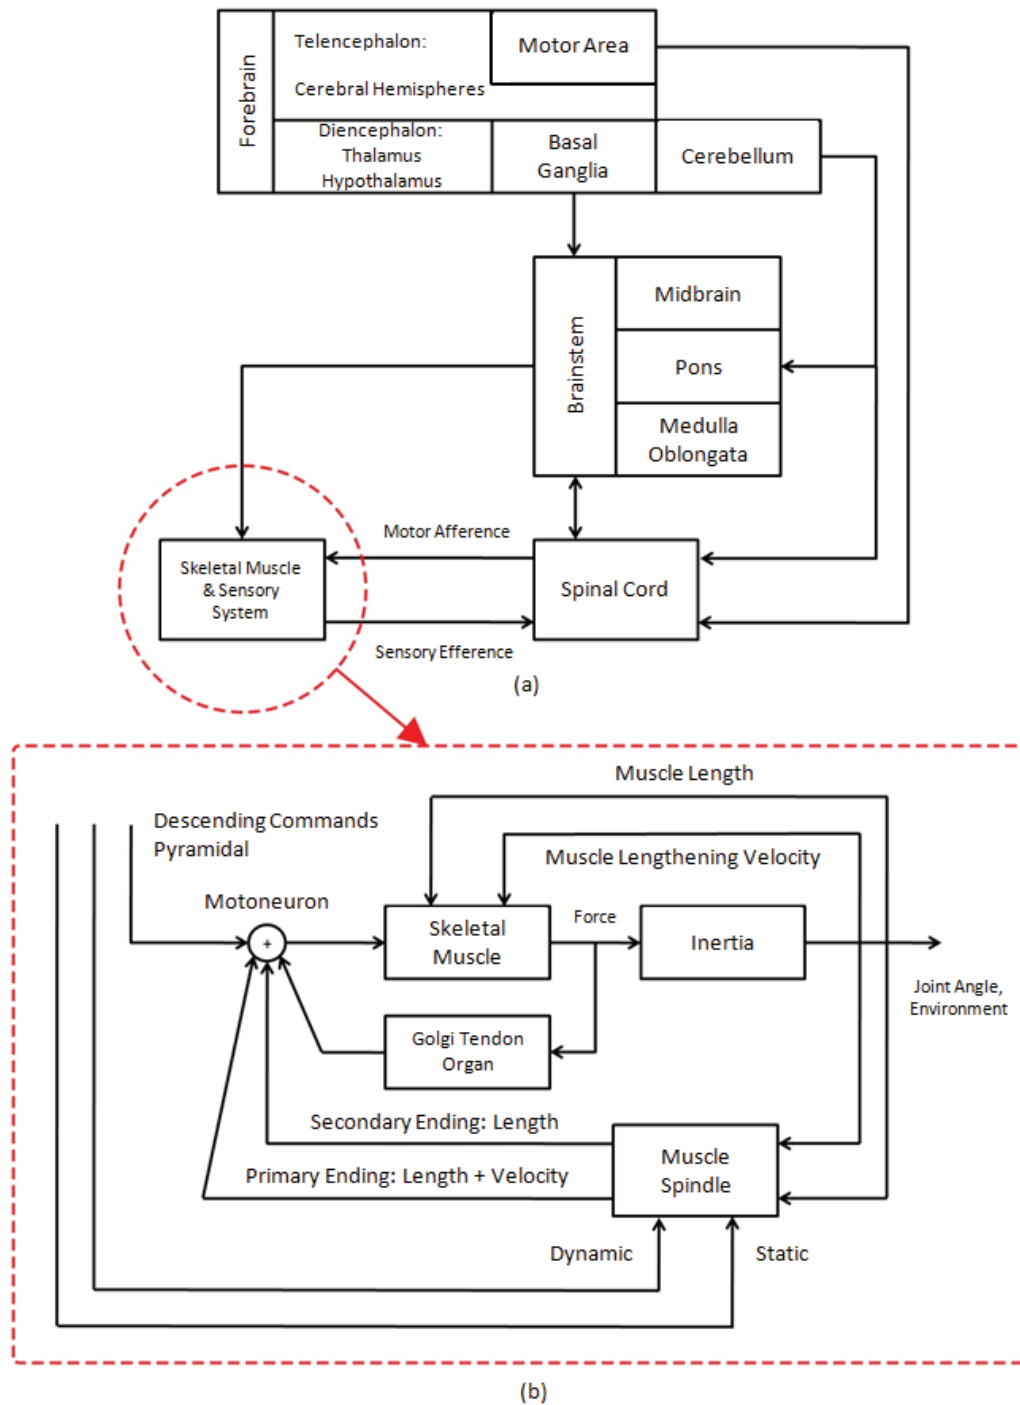 Forebrain
Telencephalon:
Cerebral Hemispheres
Motor Area
Diencephalon:
Thalamus
Hypothalamus
Basal
Ganglia
Cerebellum
Brainstem
Midbrain
Pons
Medulla
Oblongata
Motor Afference
Skeletal Muscle
& Sensory
System
Spinal Cord
Sensory Efference
(a)
Muscle Length
Descending Commands
Pyramidal
Muscle Lengthening Velocity
Motoneuron
+
Skeletal
Muscle
Force
Inertia
Joint Angle,
Environment
Golgi Tendon
Organ
Secondary Ending: Length
Primary Ending: Length + Velocity
Muscle
Spindle
Dynamic
Static
(b)